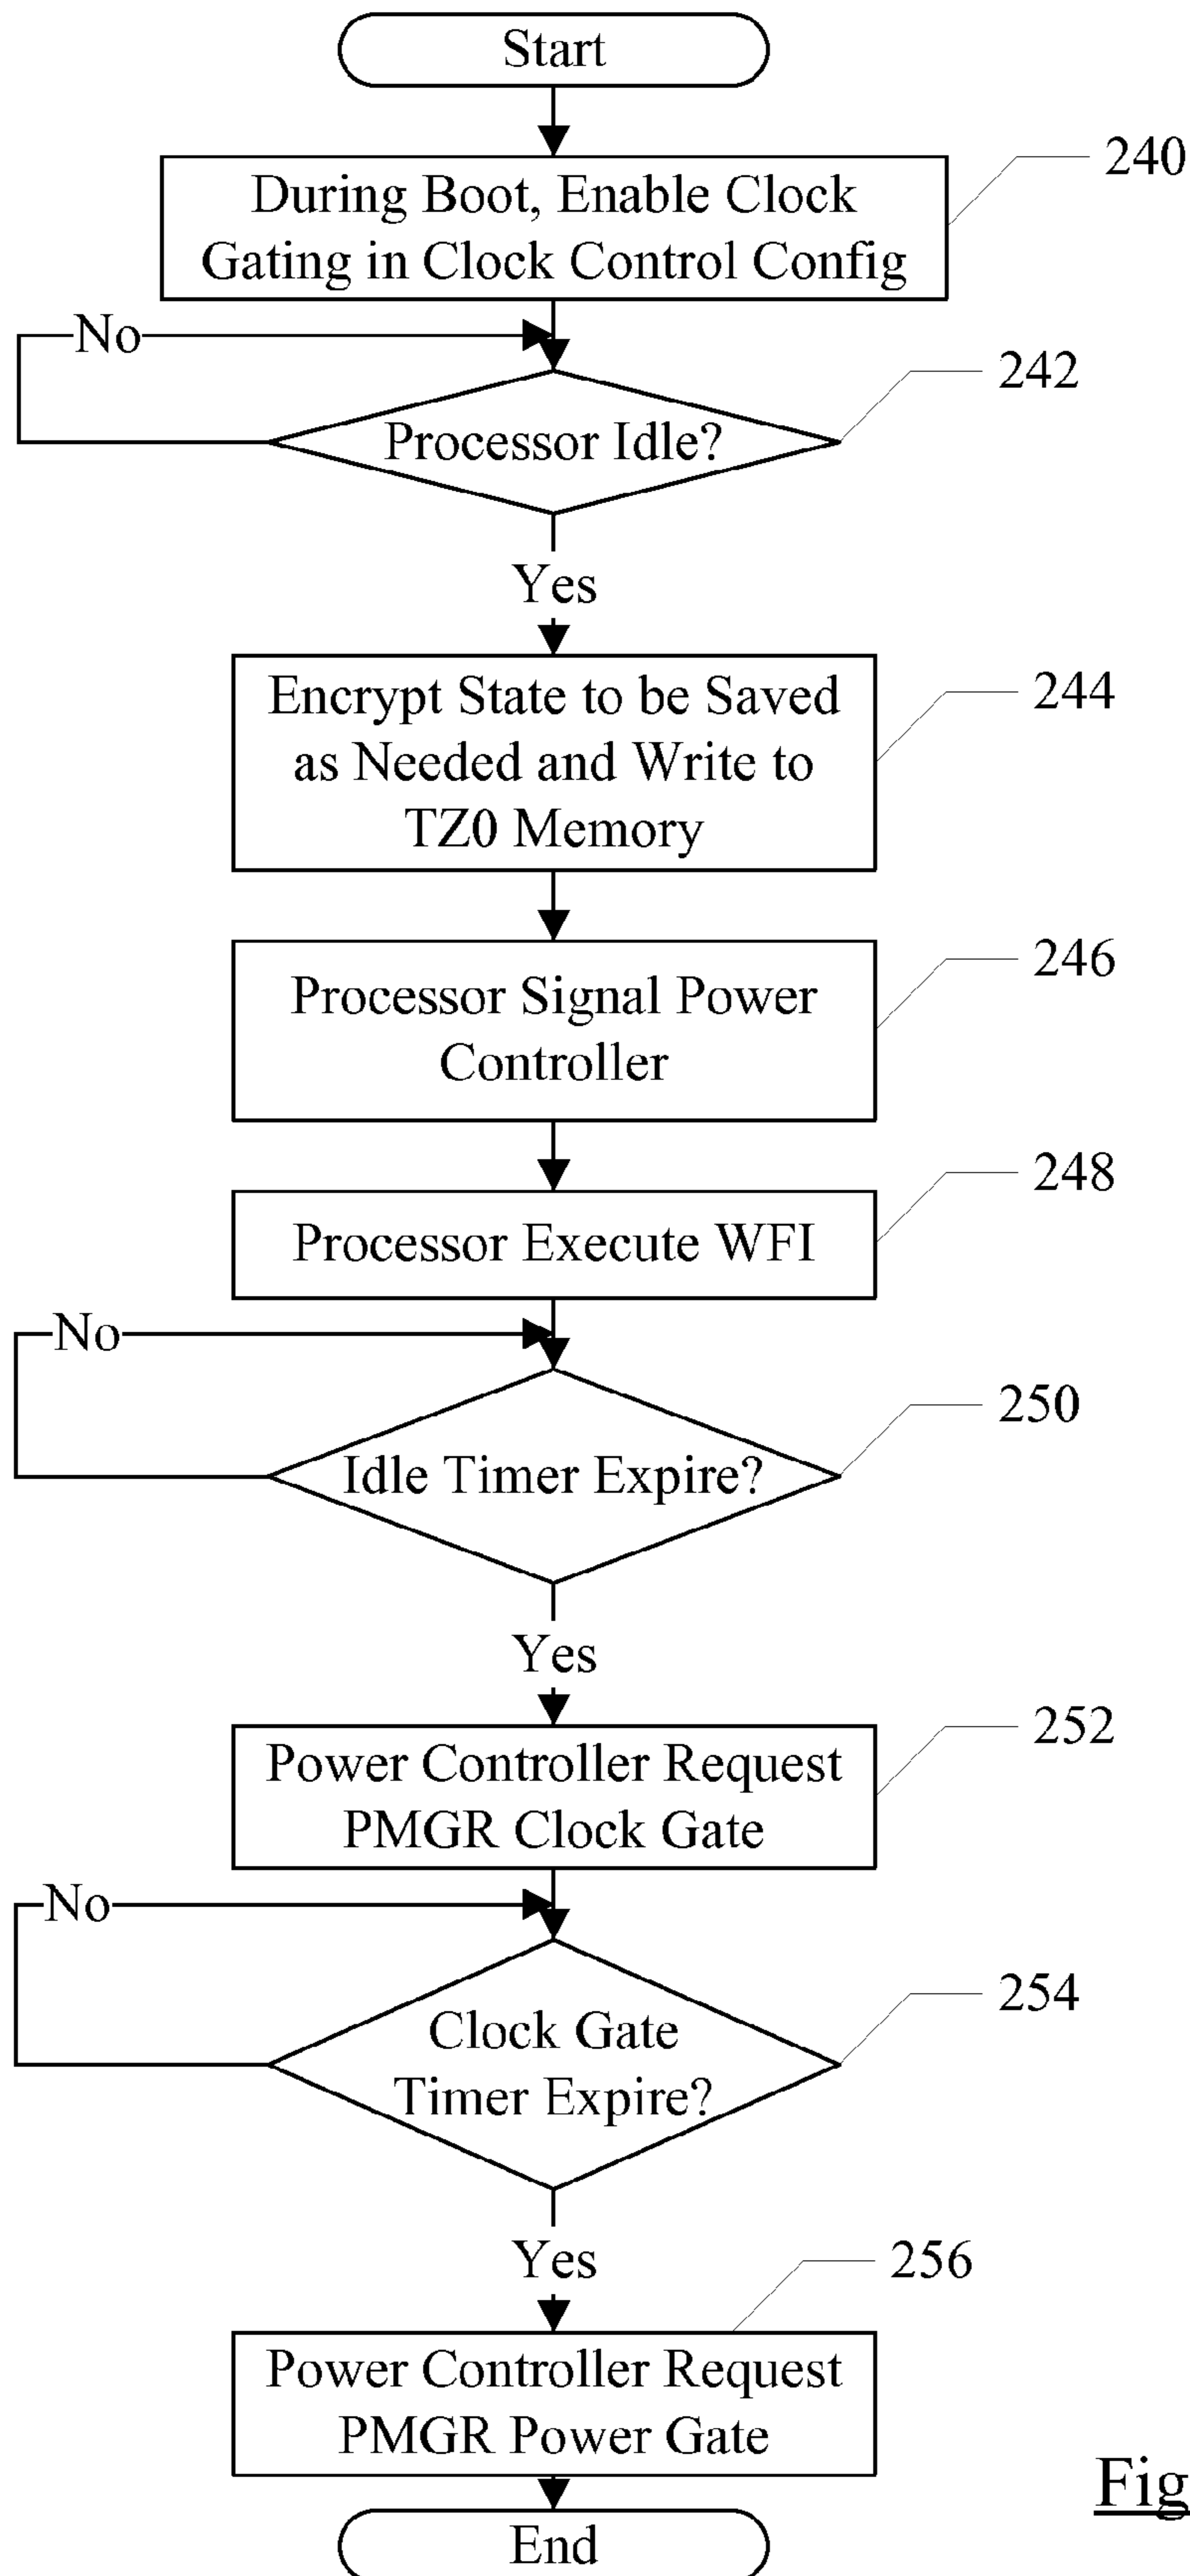 Start
During Boot, Enable Clock
Gating in Clock Control Config
240
No
Processor Idle?
242
Yes
Encrypt State to be Saved
as Needed and Write to
TZ0 Memory
244
Processor Signal Power
Controller
246
Processor Execute WFI
248
No
Idle Timer Expire?
250
Yes
Power Controller Request
PMGR Clock Gate
252
No
Clock Gate
Timer Expire?
254
Yes
256
Power Controller Request
PMGR Power Gate
Fig
End